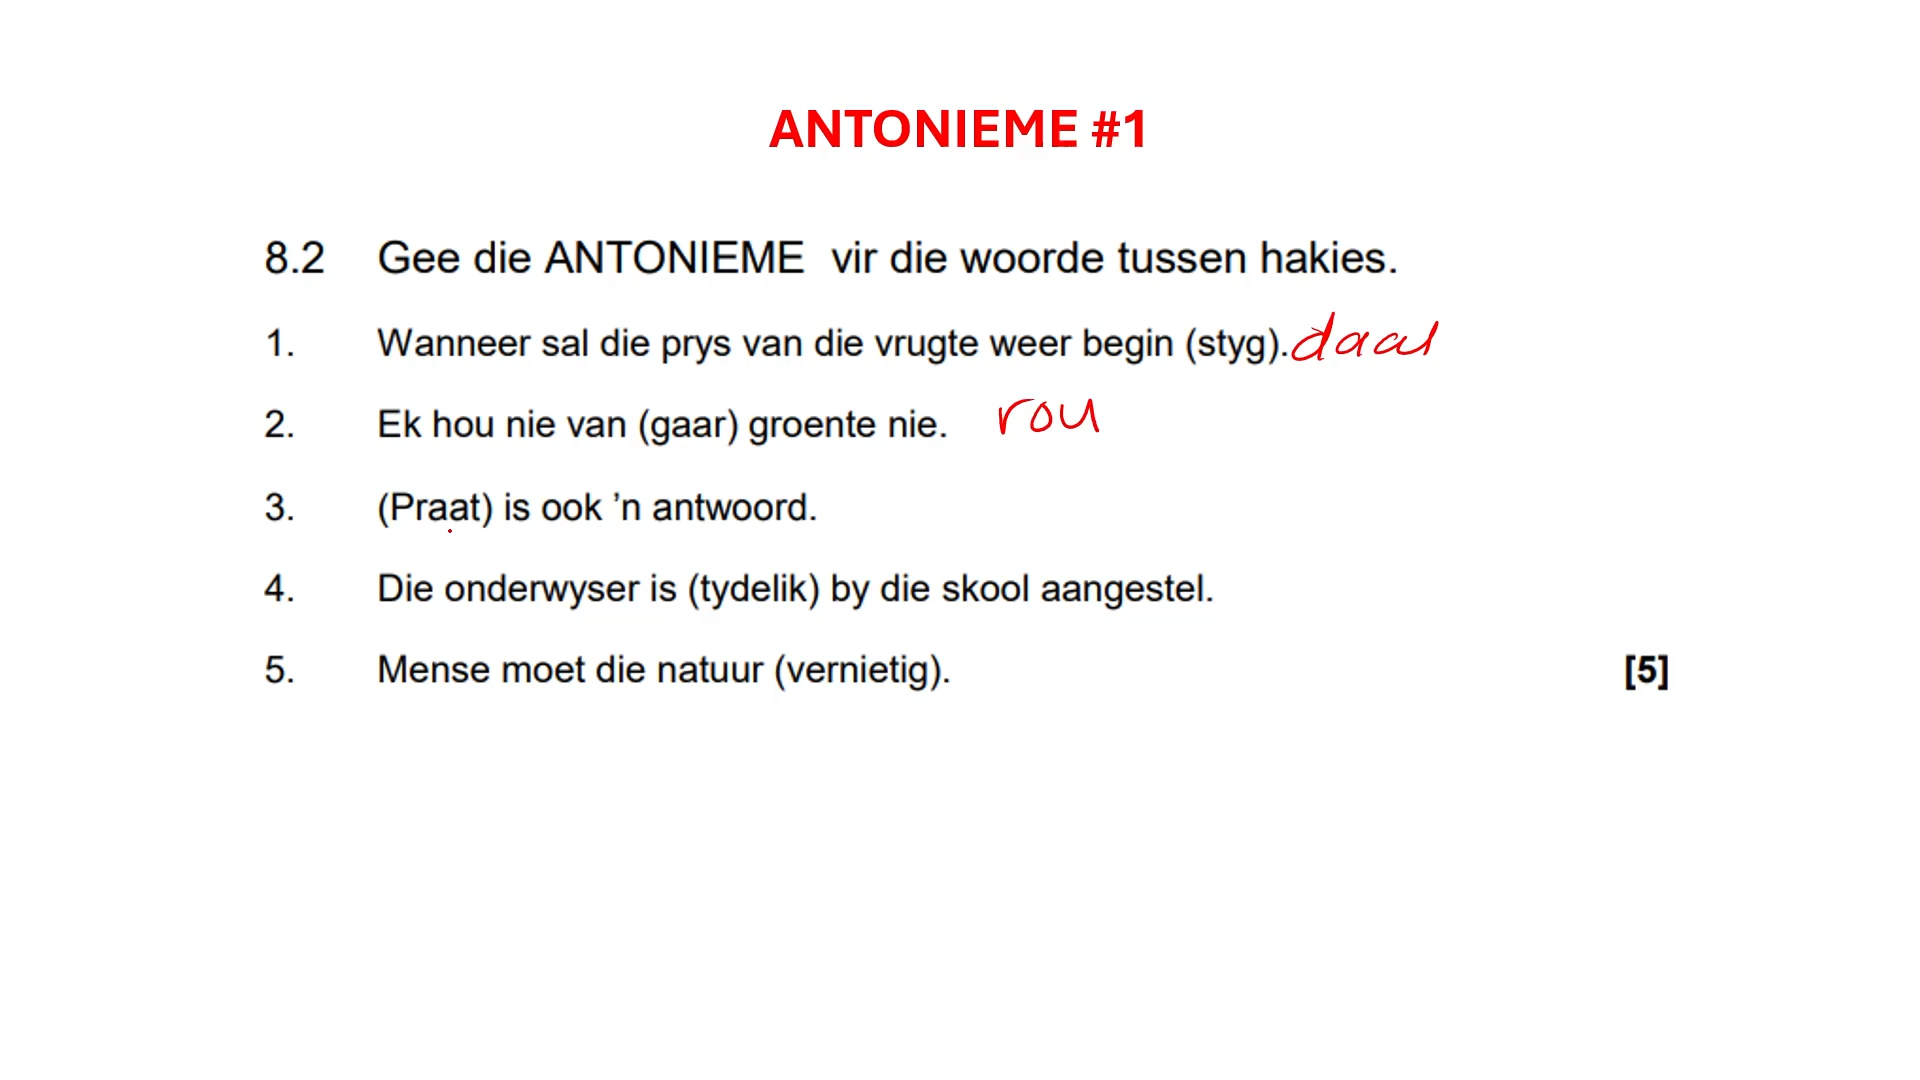 ANTONIEME #1
8.2 Gee die ANTONIEME vir die woorde tussen hakies.
1. Wanneer sal die prys van die vrugte weer begin (styg). daal
2. Ek hou nie van (gaar) groente nie. rou
3. (Praat) is ook ’n antwoord.
4. Die onderwyser is (tydelik) by die skool aangestel.
5. Mense moet die natuur (vernietig). [5]